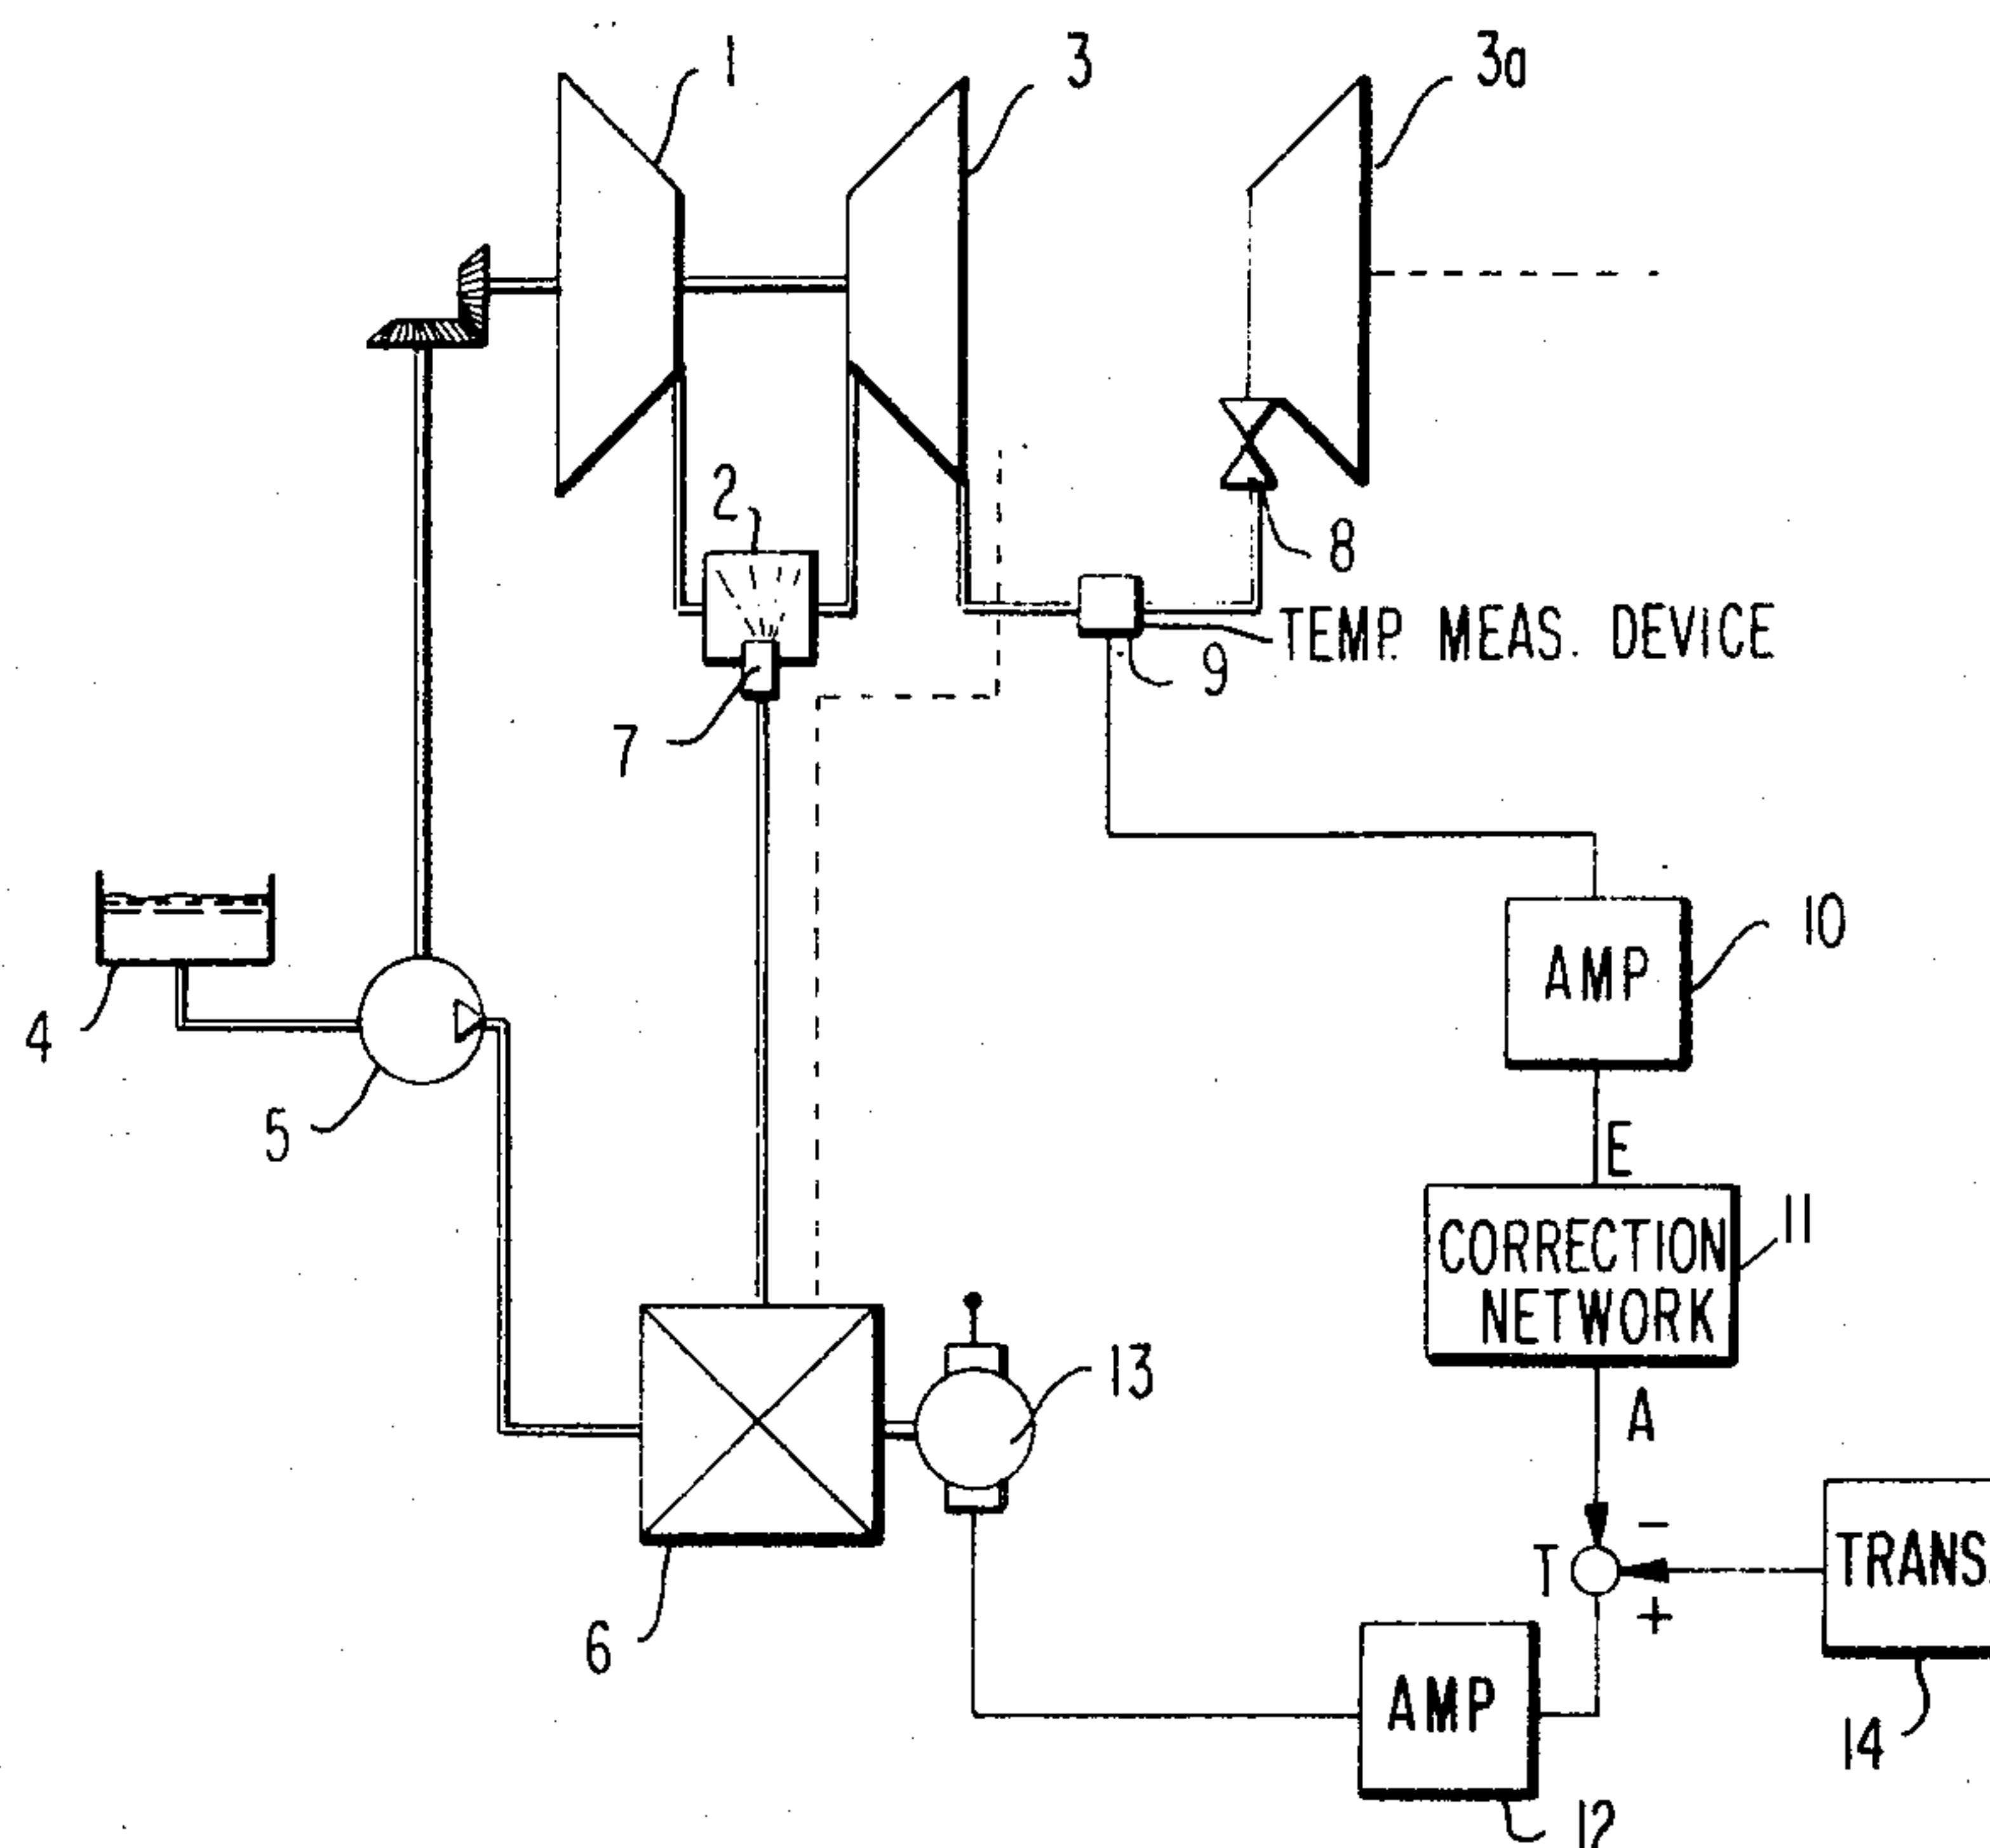 1
3
3a
2
8
TEMP. MEAS. DEVICE
9
7
10
AMP
4
5
E
CORRECTION
NETWORK
11
13
A
-
T
TRANS.
+
6
AMP
14
12